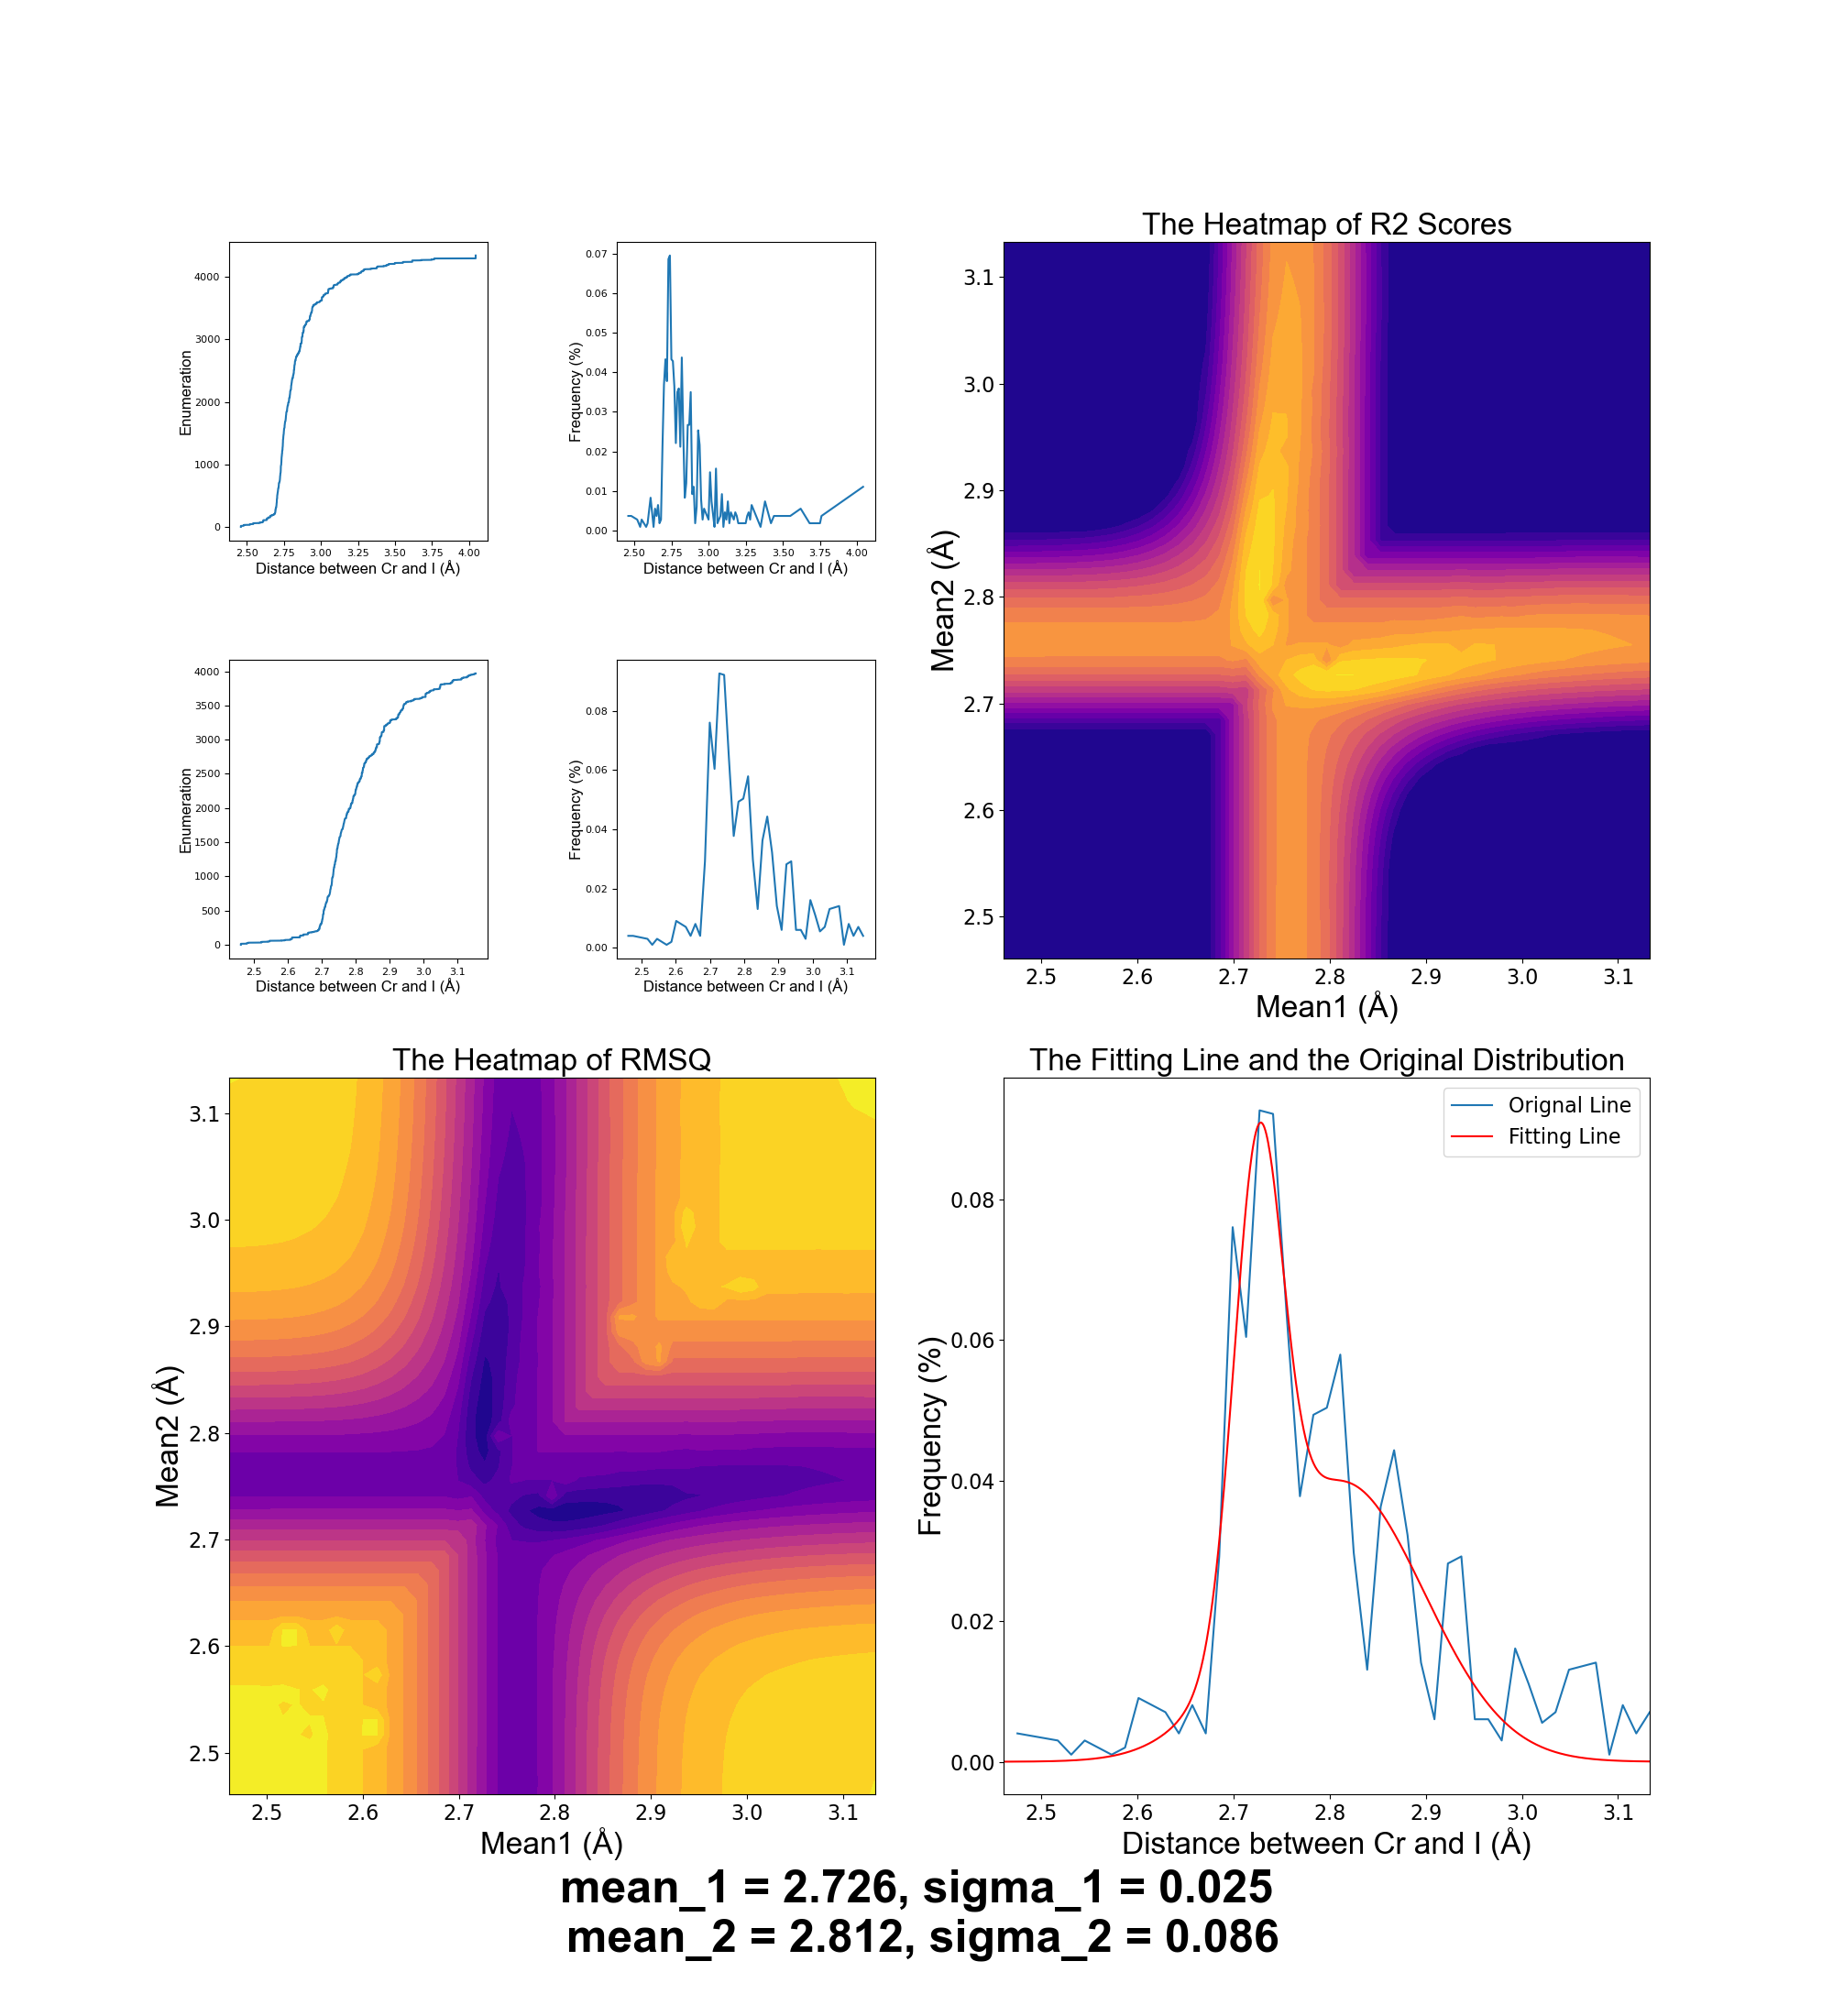 4000
3000
2000
1000
0
Enumeration
2.50 2.75 3.00 3.25 3.50 3.75 4.00
Distance between Cr and I (Å)
0.07
0.06
0.05
0.04
0.03
0.02
0.01
0.00
Frequency (%)
2.50 2.75 3.00 3.25 3.50 3.75 4.00
Distance between Cr and I (Å)
The Heatmap of R2 Scores
3.1
3.0
2.9
2.8
2.7
2.6
2.5
Mean2 (Å)
2.5 2.6 2.7 2.8 2.9 3.0 3.1
Mean1 (Å)
4000
3500
3000
2500
2000
1500
1000
500
0
Enumeration
2.5 2.6 2.7 2.8 2.9 3.0 3.1
Distance between Cr and I (Å)
0.08
0.06
0.04
0.02
0.00
Frequency (%)
2.5 2.6 2.7 2.8 2.9 3.0 3.1
Distance between Cr and I (Å)
The Heatmap of RMSQ
3.1
3.0
2.9
2.8
2.7
2.6
2.5
Mean2 (Å)
2.5 2.6 2.7 2.8 2.9 3.0 3.1
Mean1 (Å)
The Fitting Line and the Original Distribution
Orignal Line
Fitting Line
0.08
0.06
0.04
0.02
0.00
Frequency (%)
2.5 2.6 2.7 2.8 2.9 3.0 3.1
Distance between Cr and I (Å)
mean_1 = 2.726, sigma_1 = 0.025
mean_2 = 2.812, sigma_2 = 0.086